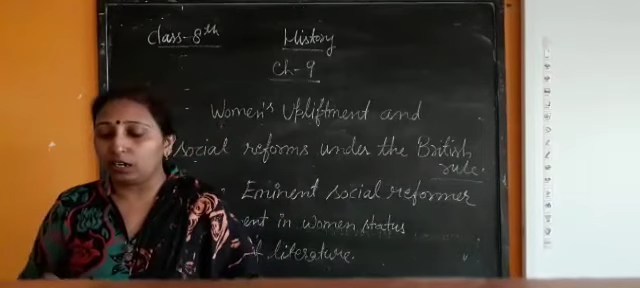 Class-8th
History
Ch-9
Women's Upliftment and
social reforms under the British
rule.
Eminent social reformer
ent in women status
literature.